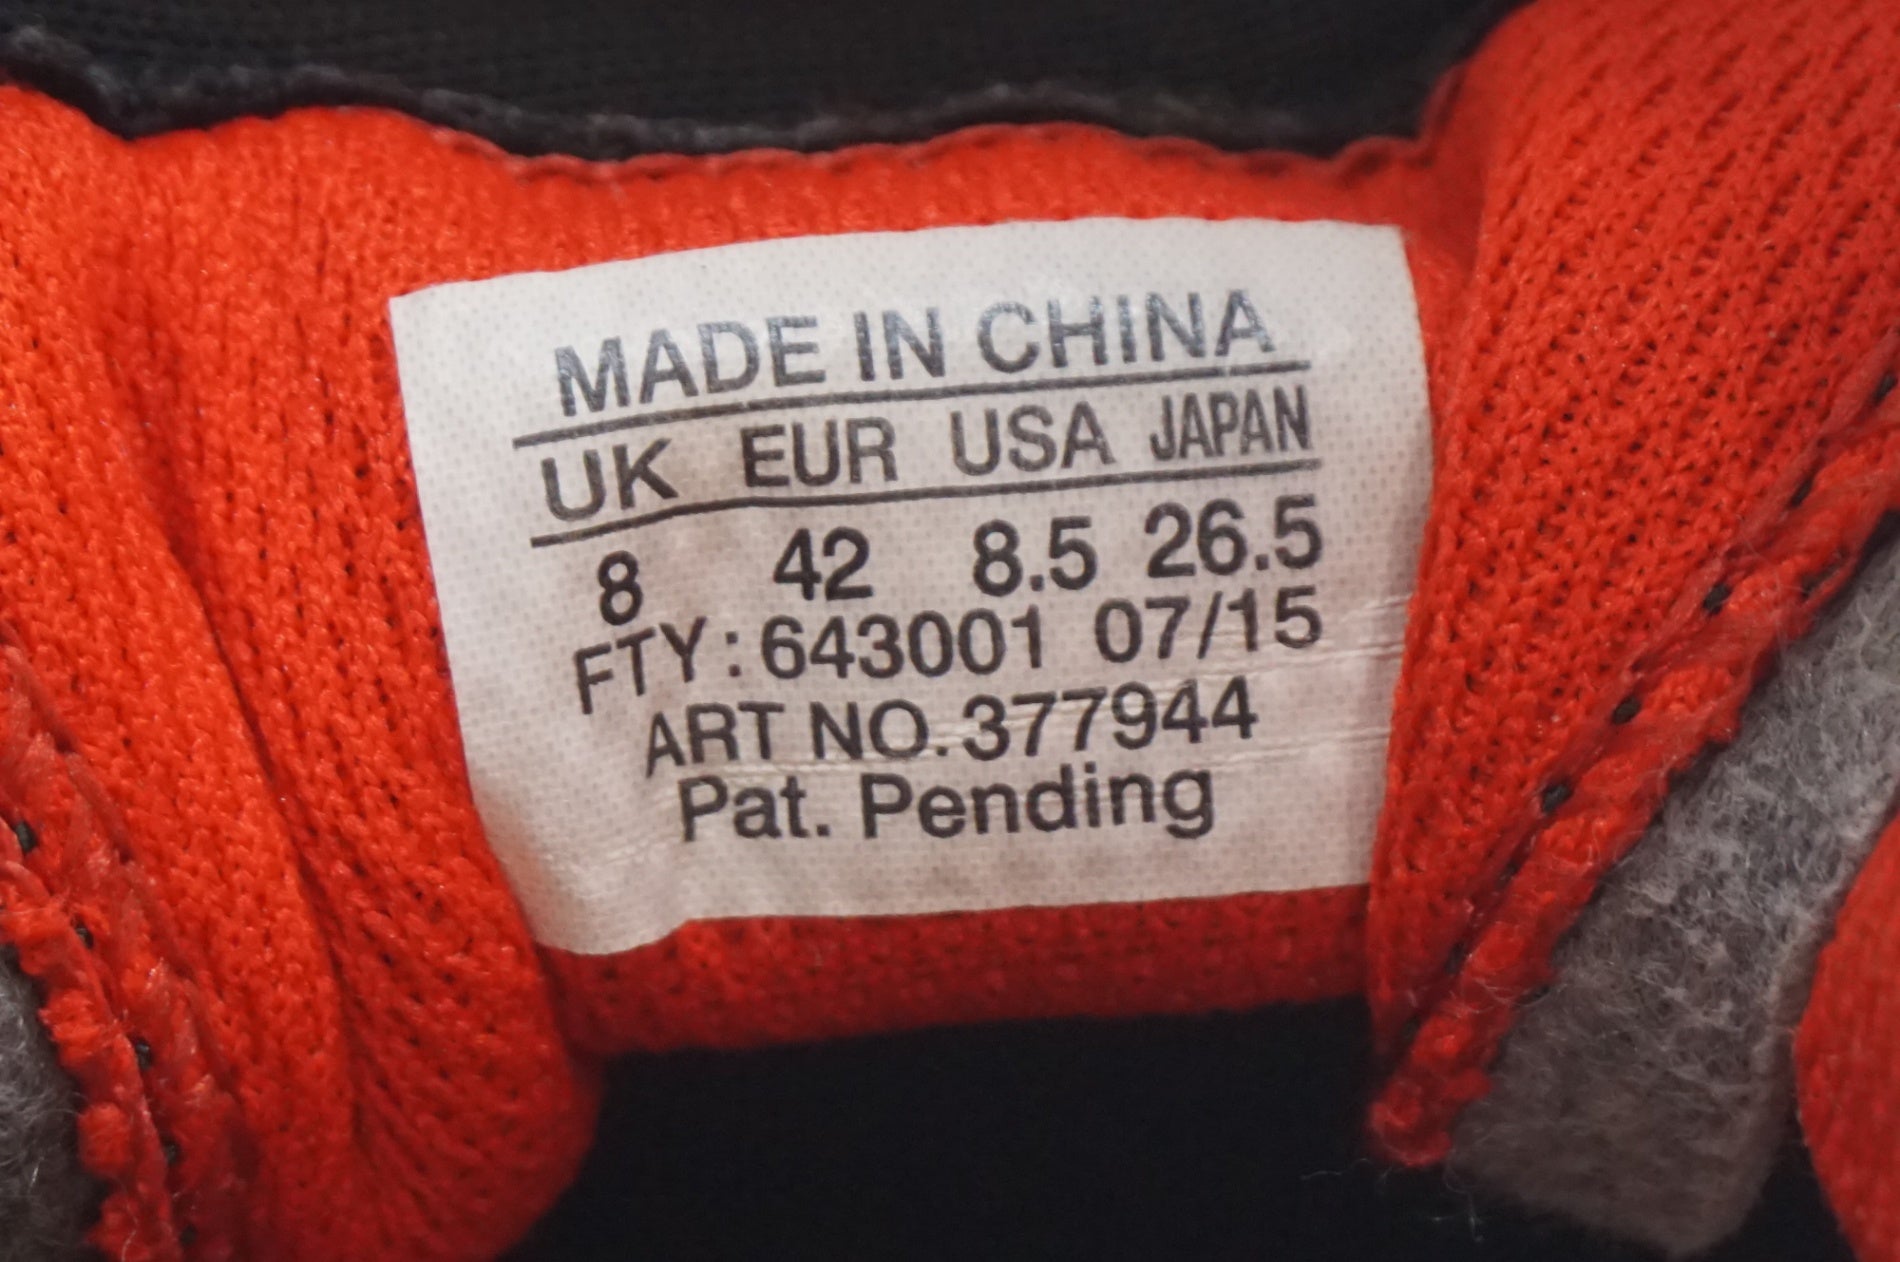 MADE IN CHINA
UK EUR USA JAPAN
8 42 8.5 26.5
FTY: 643001 07/15
ART NO. 377944
Pat. Pending